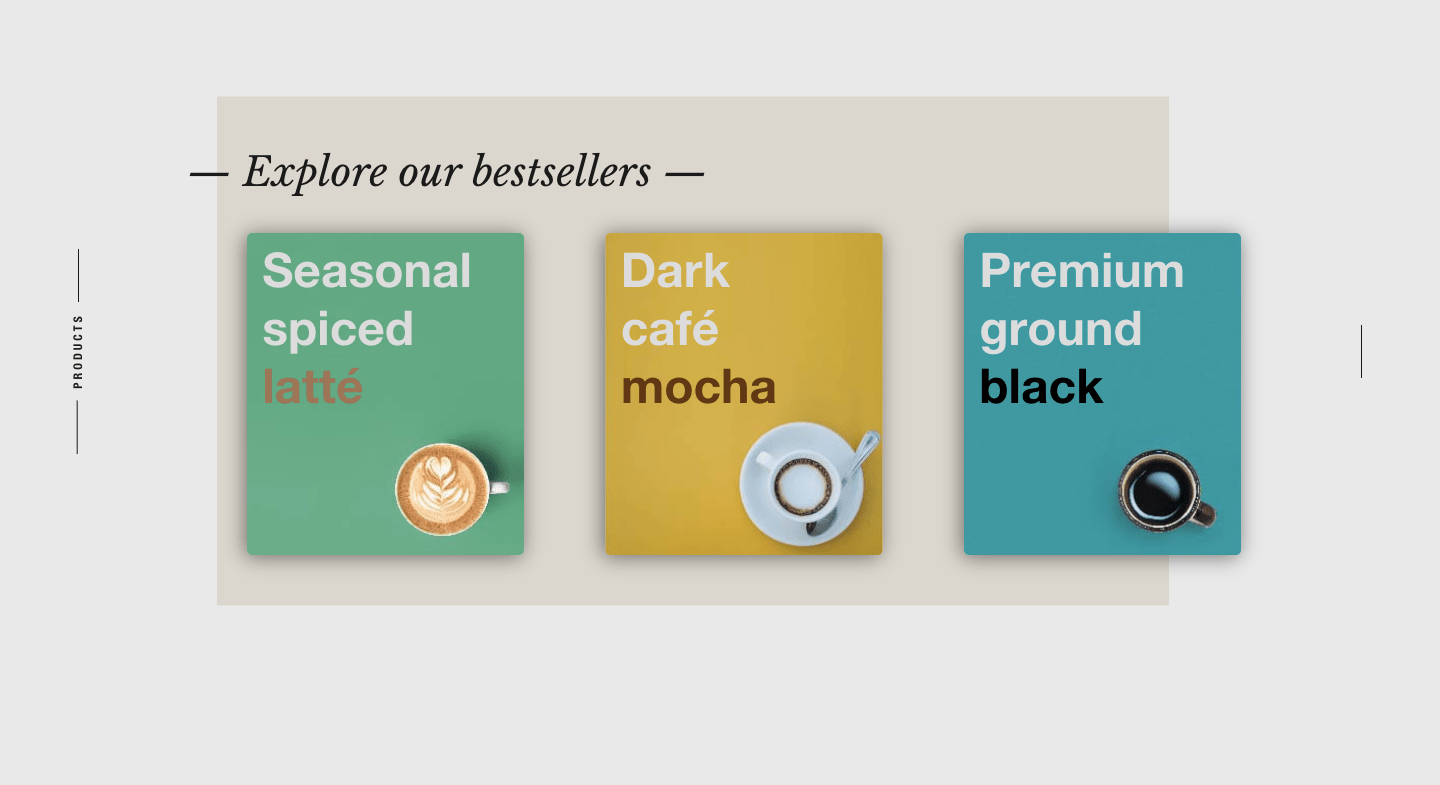 — Explore our bestsellers —
PRODUCTS
Seasonal
spiced
latté
Dark
café
mocha
Premium
ground
black